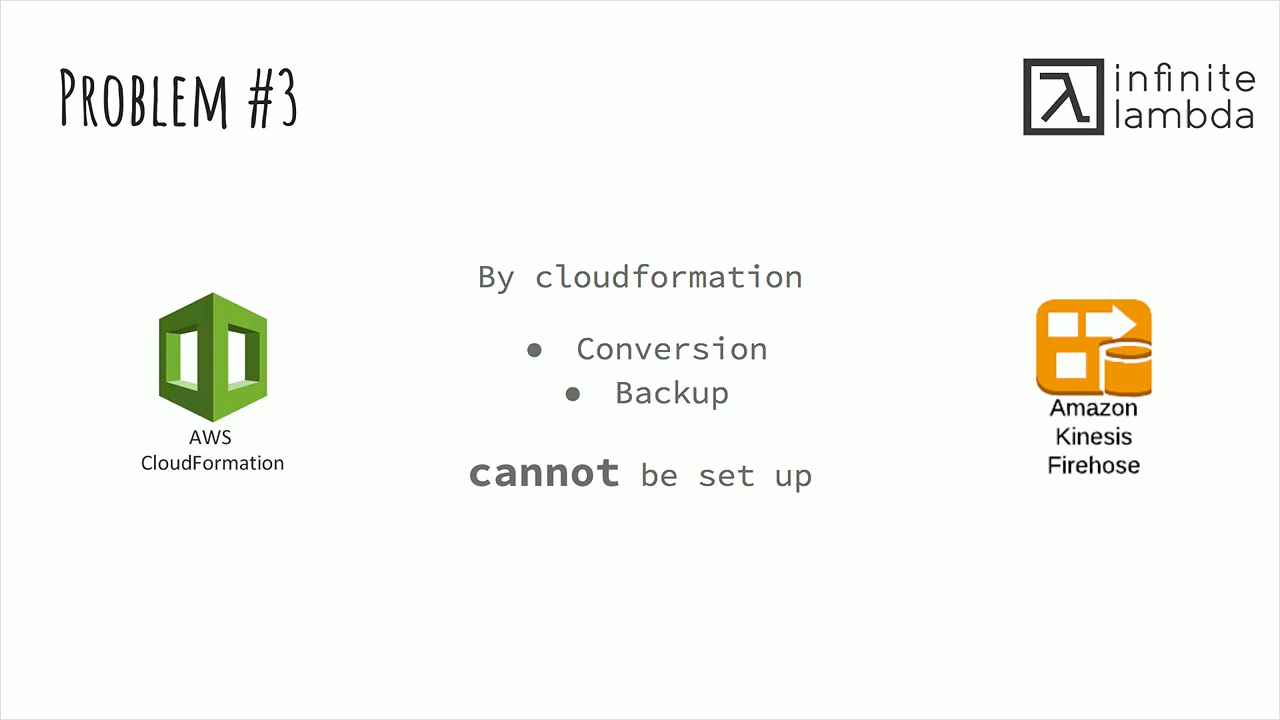 PROBLEM #3
infinite
lambda
By cloudformation
● Conversion
● Backup
cannot be set up
AWS
CloudFormation
Amazon
Kinesis
Firehose